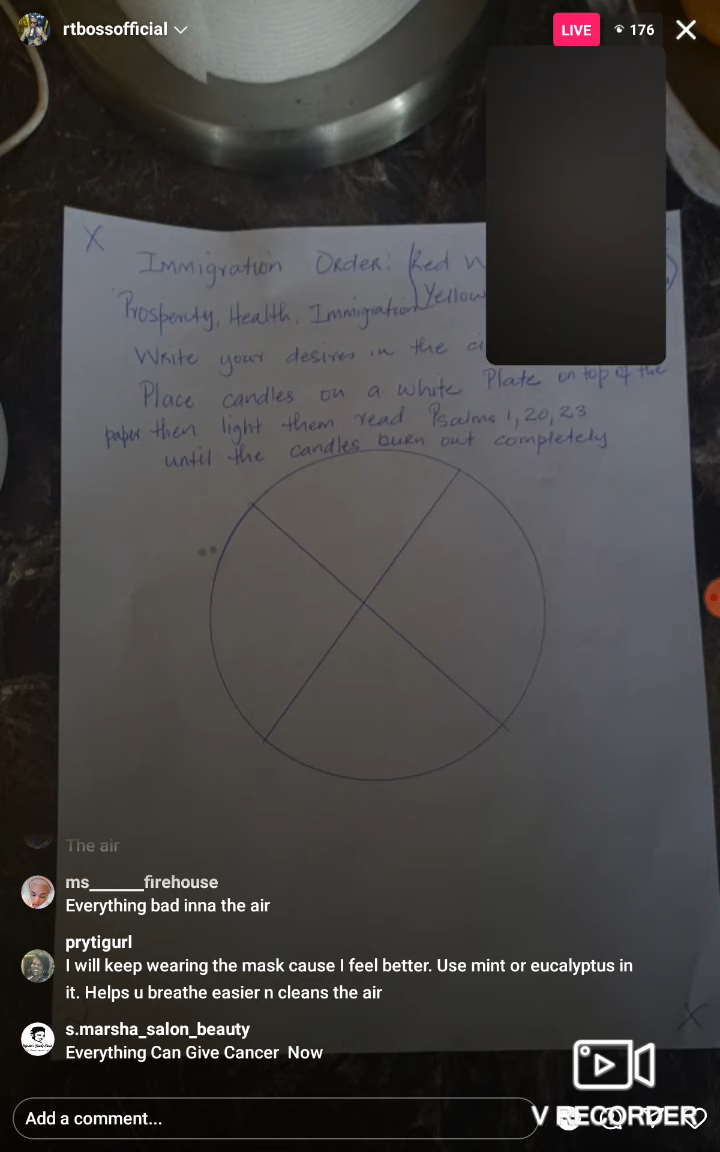 rtbossofficial
LIVE
176
X
Immigration Order: (Red
Prosperity, Health, Immigration Yellow
Write your desires in the
Place candles on a white Plate on top of the
paper then light them read Psalms 1, 20, 23
until the candles burn out completely
The air
ms______firehouse
Everything bad inna the air
prytigurl
I will keep wearing the mask cause I feel better. Use mint or eucalyptus in
it. Helps u breathe easier n cleans the air
s.marsha_salon_beauty
Everything Can Give Cancer Now
X
Add a comment...
V RECORDER